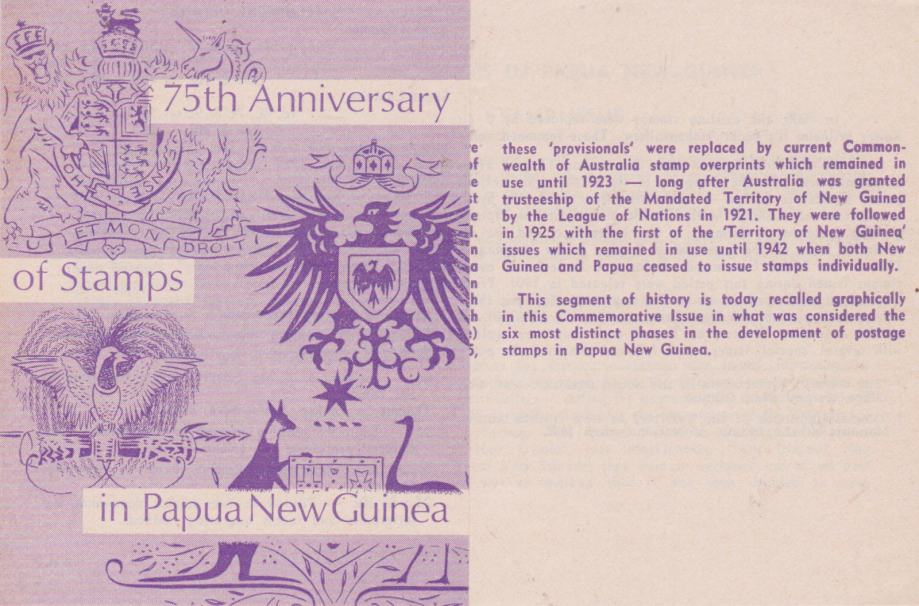 75th Anniversary
of Stamps
in Papua New Guinea
ET MON
DROIT
these 'provisionals' were replaced by current Common-
wealth of Australia stamp overprints which remained in
use until 1923 — long after Australia was granted
trusteeship of the Mandated Territory of New Guinea
by the League of Nations in 1921. They were followed
in 1925 with the first of the 'Territory of New Guinea'
issues which remained in use until 1942 when both New
Guinea and Papua ceased to issue stamps individually.
This segment of history is today recalled graphically
in this Commemorative Issue in what was considered the
six most distinct phases in the development of postage
stamps in Papua New Guinea.